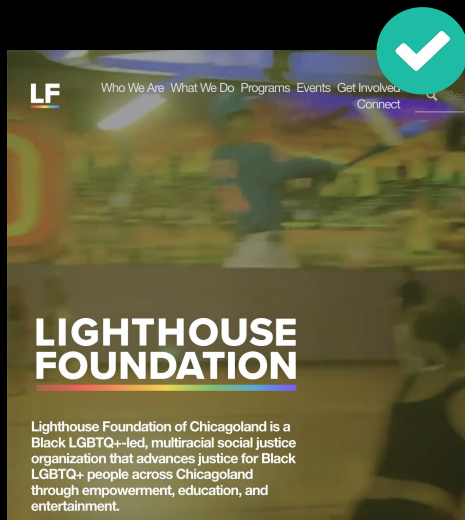 LF
Who We Are What We Do Programs Events Get Involved
Connect
LIGHTHOUSE
FOUNDATION
Lighthouse Foundation of Chicagoland is a
Black LGBTQ+-led, multiracial social justice
organization that advances justice for Black
LGBTQ+ people across Chicagoland
through empowerment, education, and
entertainment.